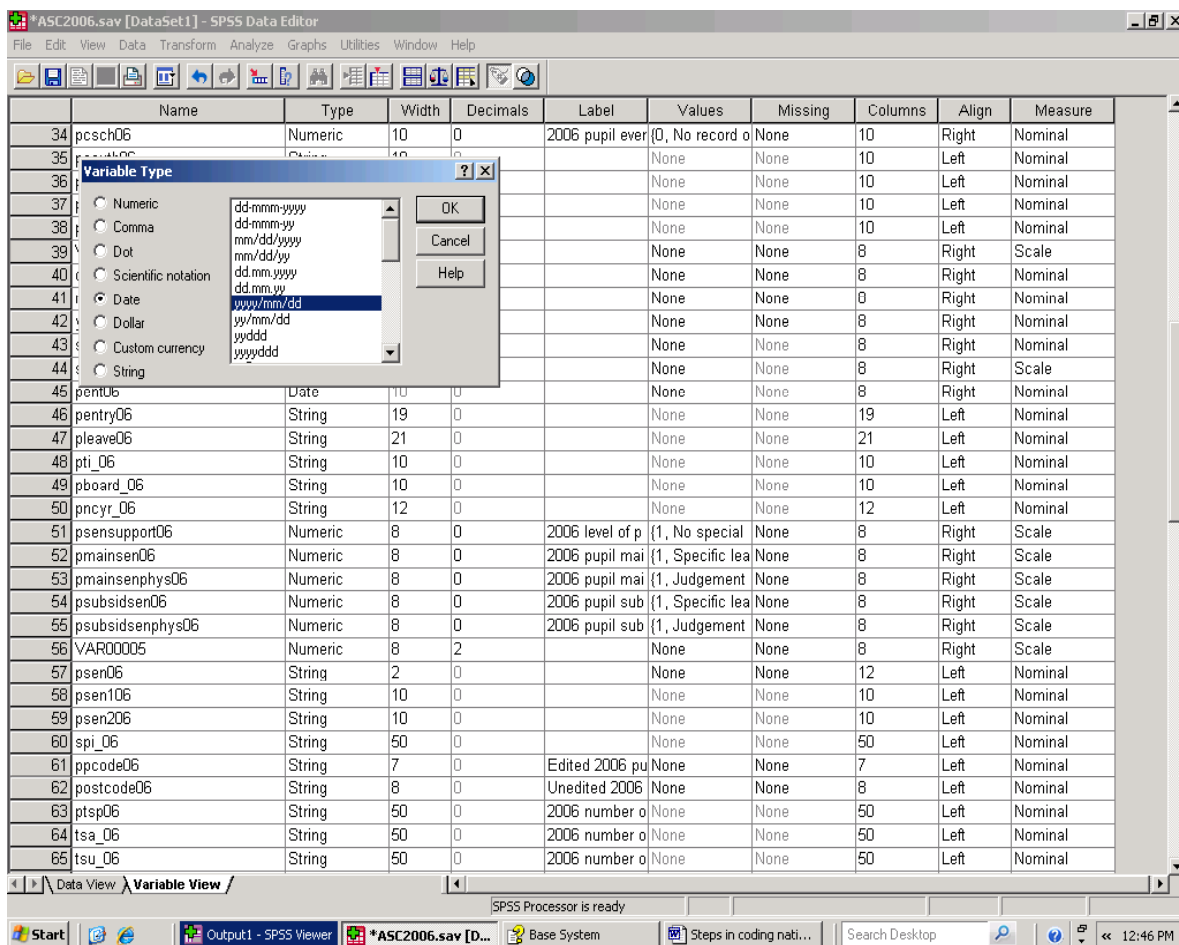 *ASC2006.sav [DataSet1] - SPSS Data Editor
File Edit View Data Transform Analyze Graphs Utilities Window Help
Name Type Width Decimals Label Values Missing Columns Align Measure
34 pcsch06 Numeric 10 0 2006 pupil ever {0, No record o None 10 Right Nominal
35 None None 10 Left Nominal
36 None None 10 Left Nominal
37 None None 10 Left Nominal
38 None None 10 Left Nominal
39 None None 8 Right Scale
40 None None 8 Right Nominal
41 None None 8 Right Nominal
42 None None 8 Right Nominal
43 None None 8 Right Nominal
44 None None 8 Right Scale
Variable Type
Numeric
Comma
Dot
Scientific notation
Date
Dollar
Custom currency
String
dd-mmm-yyyy
dd-mmm-yy
mm/dd/yyyy
mm/dd/yy
dd.mm.yyyy
dd.mm.yy
yyyy/mm/dd
yy/mm/dd
yyddd
yyyyddd
OK
Cancel
Help
45 pent06 Date 10 0 None None 8 Right Nominal
46 pentry06 String 19 0 None None 19 Left Nominal
47 pleave06 String 21 0 None None 21 Left Nominal
48 pti_06 String 10 0 None None 10 Left Nominal
49 pboard_06 String 10 0 None None 10 Left Nominal
50 pncyr_06 String 12 0 None None 12 Left Nominal
51 psensupport06 Numeric 8 0 2006 level of p {1, No special None 8 Right Scale
52 pmainsen06 Numeric 8 0 2006 pupil mai {1, Specific lea None 8 Right Scale
53 pmainsenphys06 Numeric 8 0 2006 pupil mai {1, Judgement None 8 Right Scale
54 psubsidsen06 Numeric 8 0 2006 pupil sub {1, Specific lea None 8 Right Scale
55 psubsidsenphys06 Numeric 8 0 2006 pupil sub {1, Judgement None 8 Right Scale
56 VAR00005 Numeric 8 2 None None 8 Right Scale
57 psen06 String 2 0 None None 12 Left Nominal
58 psen106 String 10 0 None None 10 Left Nominal
59 psen206 String 10 0 None None 10 Left Nominal
60 spi_06 String 50 0 None None 50 Left Nominal
61 ppcode06 String 7 0 Edited 2006 pu None None 7 Left Nominal
62 postcode06 String 8 0 Unedited 2006 None None 8 Left Nominal
63 ptsp06 String 50 0 2006 number o None None 50 Left Nominal
64 tsa_06 String 50 0 2006 number o None None 50 Left Nominal
65 tsu_06 String 50 0 2006 number o None None 50 Left Nominal
Data View Variable View
SPSS Processor is ready
Start Output1 - SPSS Viewer *ASC2006.sav [D... Base System Steps in coding nati... Search Desktop « 12:46 PM